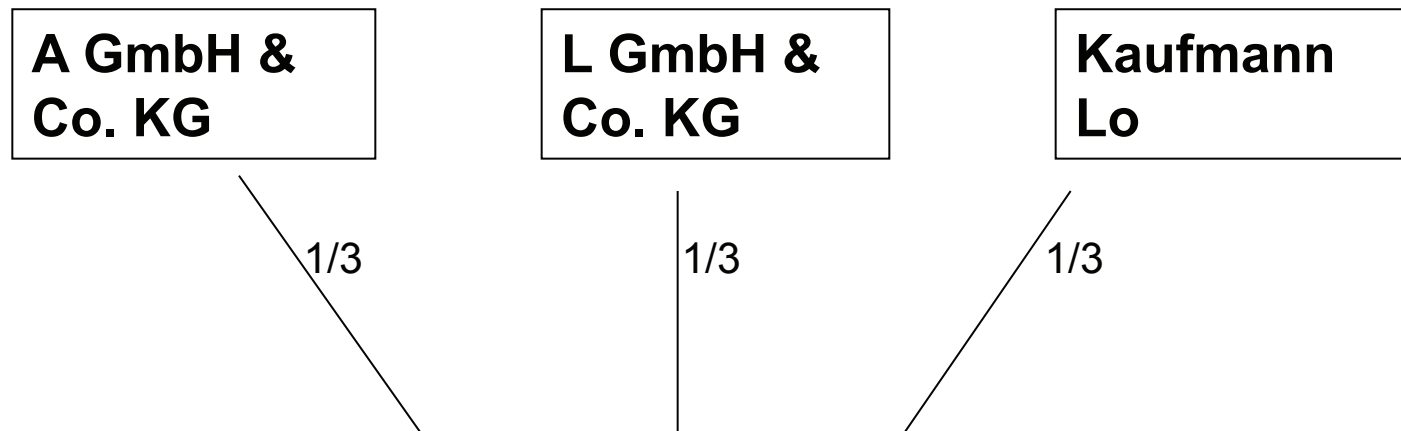 A GmbH &
Co. KG
L GmbH &
Co. KG
Kaufmann
Lo
1/3
1/3
1/3